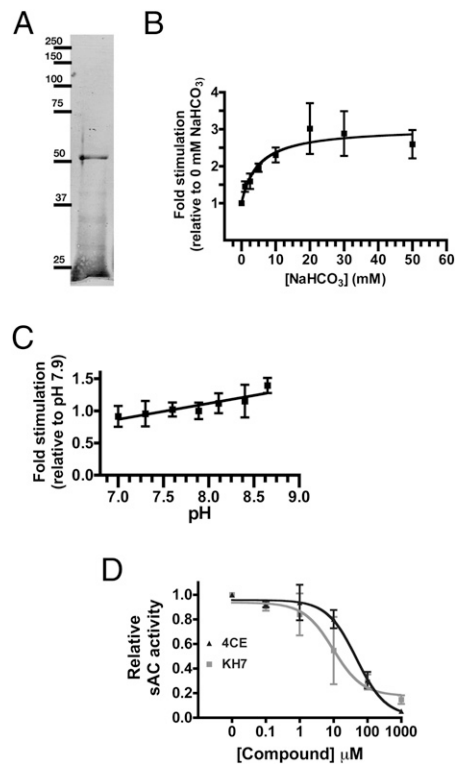 A
250
150
100
75
50
37
25
B
Fold stimulation
(relative to 0 mM NaHCO3)
4
3
2
1
0 10 20 30 40 50 60
[NaHCO3] (mM)
C
Fold stimulation
(relative to pH 7.9)
1.5
1.0
0.5
0.0
7.0 7.5 8.0 8.5 9.0
pH
D
Relative
sAC activity
1.0
0.8
0.6
0.4
0.2
0.0
4CE
KH7
0 0.1 1 10 100 1000
[Compound] μM